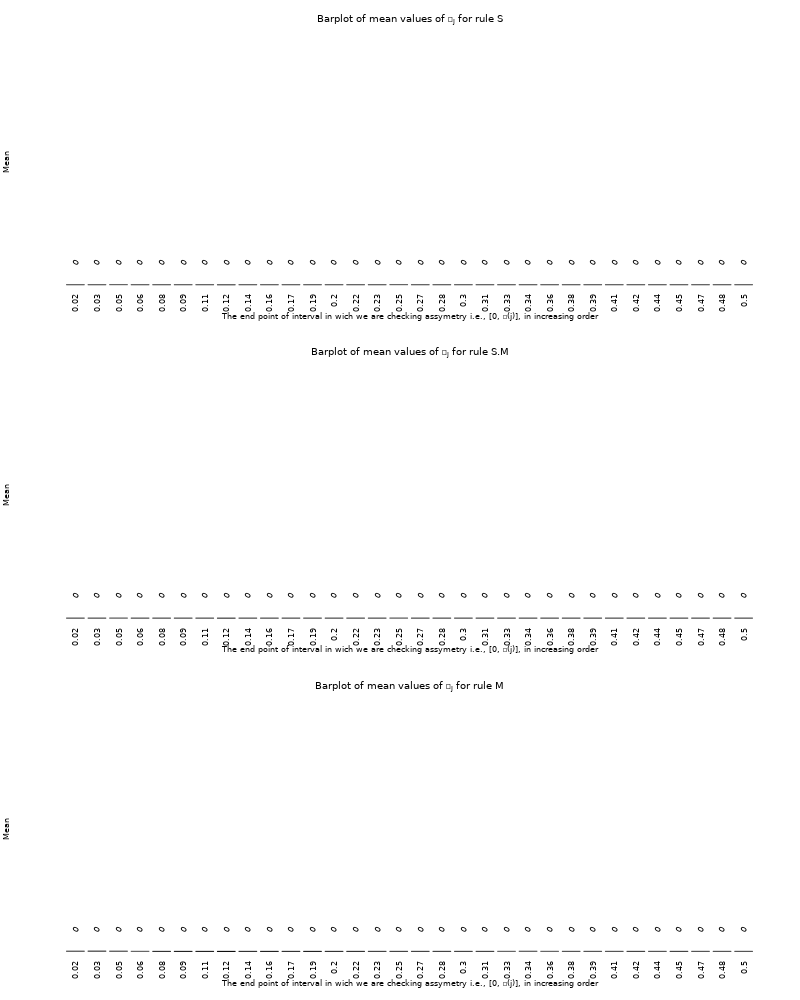 Barplot of mean values of □j for rule S
Mean
0 0 0 0 0 0 0 0 0 0 0 0 0 0 0 0 0 0 0 0 0 0 0 0 0 0 0 0 0 0 0 0
0.02 0.03 0.05 0.06 0.08 0.09 0.11 0.12 0.14 0.16 0.17 0.19 0.2 0.22 0.23 0.25 0.27 0.28 0.3 0.31 0.33 0.34 0.36 0.38 0.39 0.41 0.42 0.44 0.45 0.47 0.48 0.5
The end point of interval in wich we are checking assymetry i.e., [0, □(j)], in increasing order
Barplot of mean values of □j for rule S.M
Mean
0 0 0 0 0 0 0 0 0 0 0 0 0 0 0 0 0 0 0 0 0 0 0 0 0 0 0 0 0 0 0 0
0.02 0.03 0.05 0.06 0.08 0.09 0.11 0.12 0.14 0.16 0.17 0.19 0.2 0.22 0.23 0.25 0.27 0.28 0.3 0.31 0.33 0.34 0.36 0.38 0.39 0.41 0.42 0.44 0.45 0.47 0.48 0.5
The end point of interval in wich we are checking assymetry i.e., [0, □(j)], in increasing order
Barplot of mean values of □j for rule M
Mean
0 0 0 0 0 0 0 0 0 0 0 0 0 0 0 0 0 0 0 0 0 0 0 0 0 0 0 0 0 0 0 0
0.02 0.03 0.05 0.06 0.08 0.09 0.11 0.12 0.14 0.16 0.17 0.19 0.2 0.22 0.23 0.25 0.27 0.28 0.3 0.31 0.33 0.34 0.36 0.38 0.39 0.41 0.42 0.44 0.45 0.47 0.48 0.5
The end point of interval in wich we are checking assymetry i.e., [0, □(j)], in increasing order